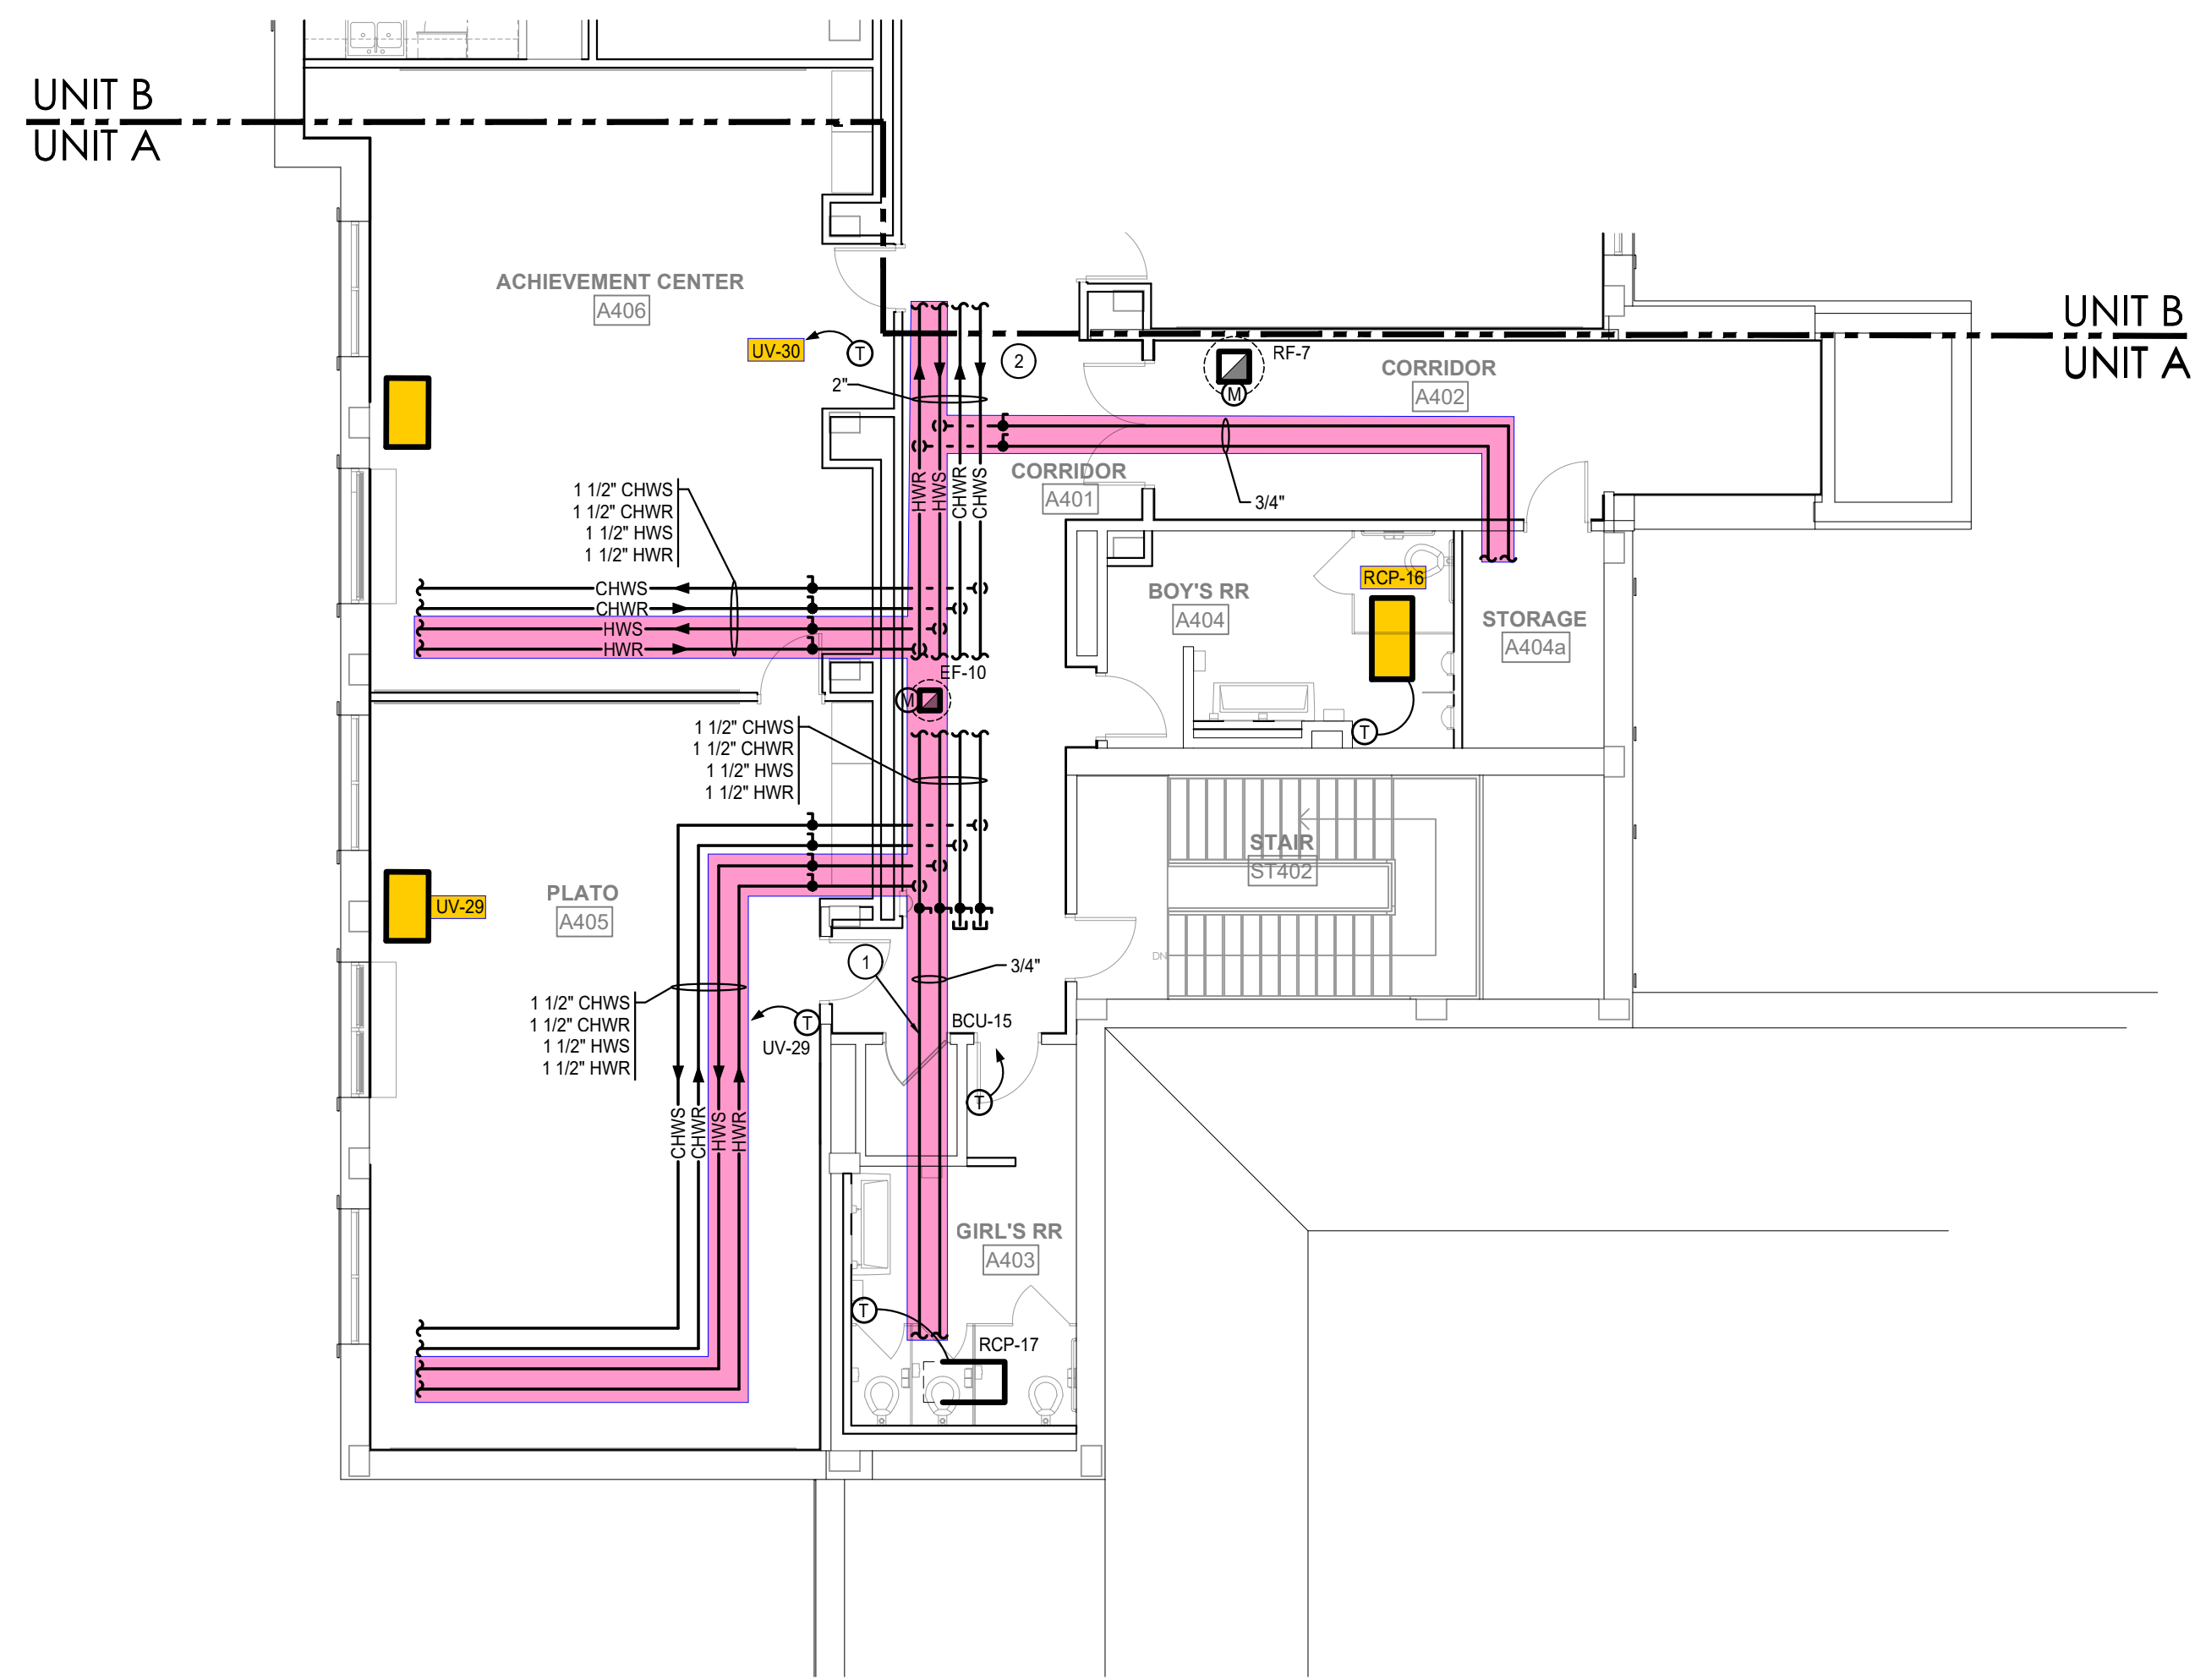 UNIT B
UNIT A
UNIT B
UNIT A
ACHIEVEMENT CENTER
A406
UV-30
T
2
RF-7
M
CORRIDOR
A402
2"
HWR
HWS
CHWR
CHWS
CORRIDOR
A401
3/4"
1 1/2" CHWS
1 1/2" CHWR
1 1/2" HWS
1 1/2" HWR
CHWS
CHWR
HWS
HWR
BOY'S RR
A404
RCP-16
T
STORAGE
A404a
EF-10
M
1 1/2" CHWS
1 1/2" CHWR
1 1/2" HWS
1 1/2" HWR
STAIR
ST402
DN
PLATO
A405
UV-29
1
3/4"
1 1/2" CHWS
1 1/2" CHWR
1 1/2" HWS
1 1/2" HWR
T
UV-29
BCU-15
T
CHWS
CHWR
HWS
HWR
GIRL'S RR
A403
T
RCP-17